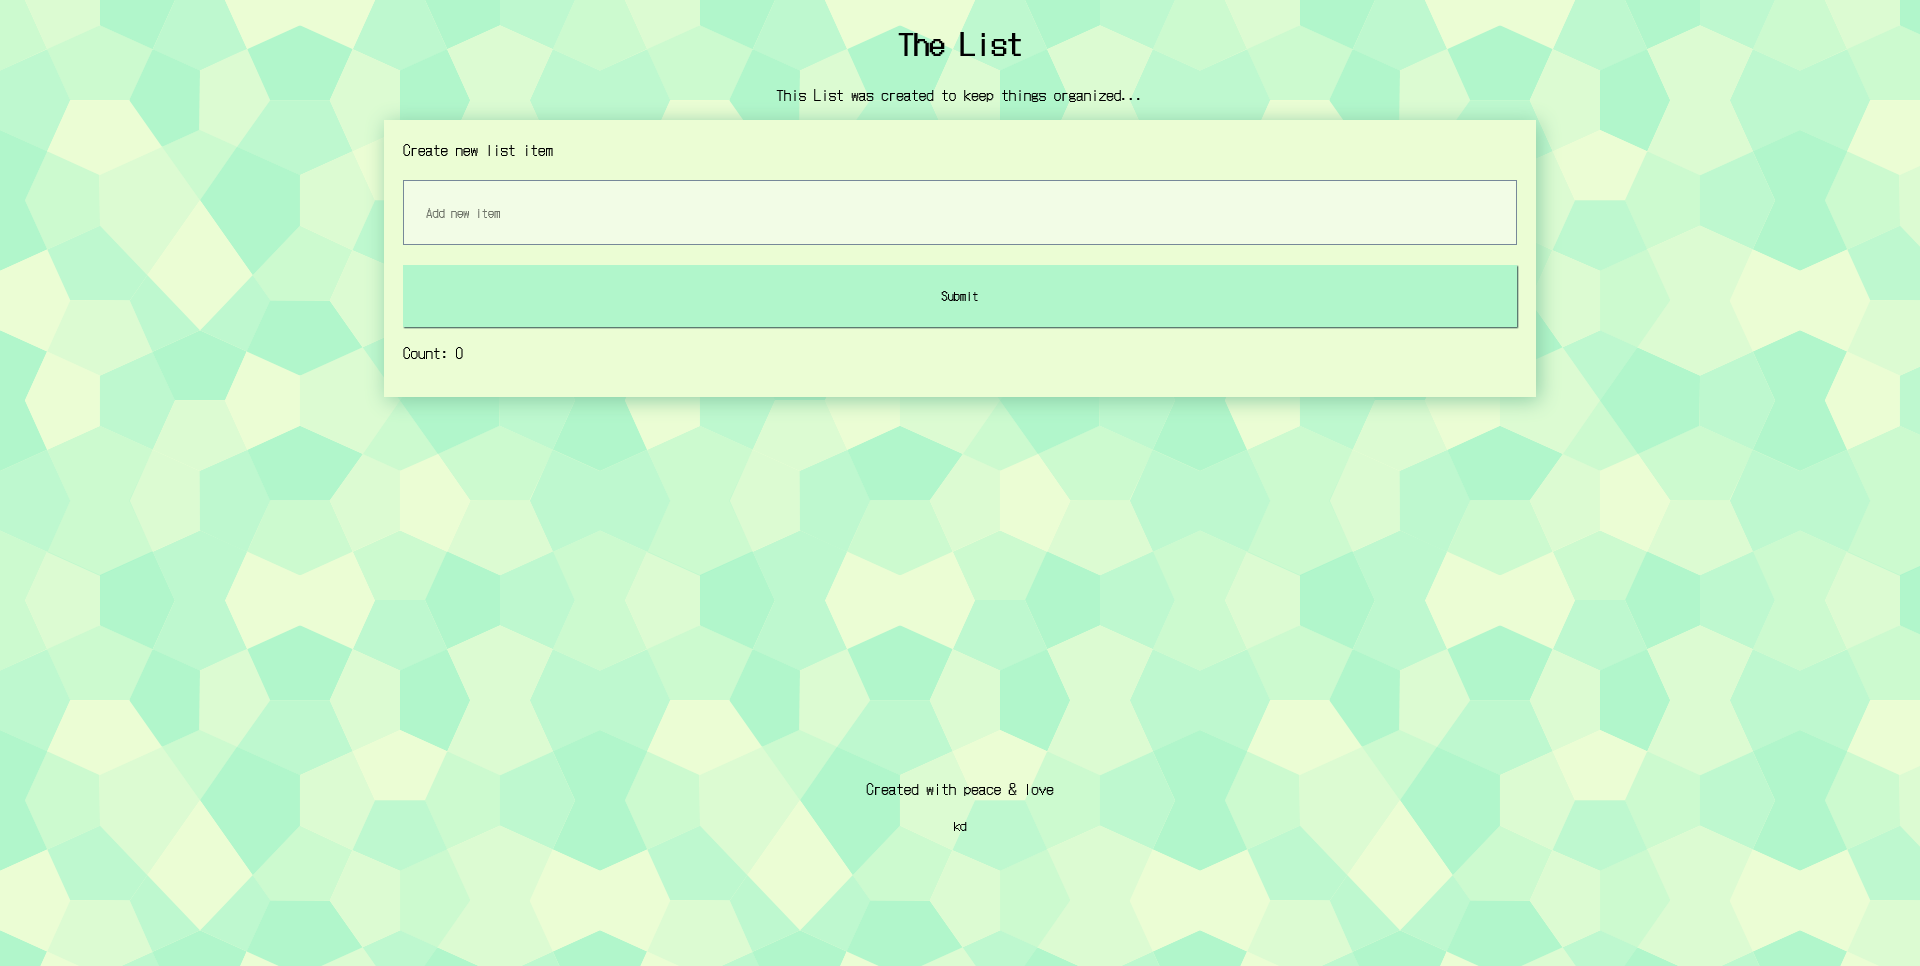 The List
This List was created to keep things organized...
Create new list item
Add new item
Submit
Count: 0
Created with peace & love
kd